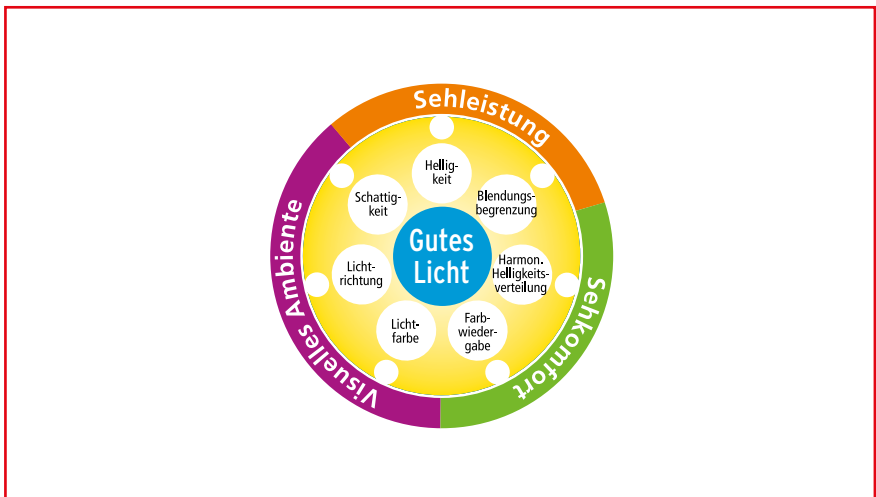 Sehleistung
Hellig-
keit
Blendungs-
begrenzung
Schattig-
keit
Gutes
Licht
Harmon.
Helligkeits-
verteilung
Licht-
richtung
Licht-
farbe
Farb-
wieder-
gabe
Visuelles Ambiente
Sehkomfort